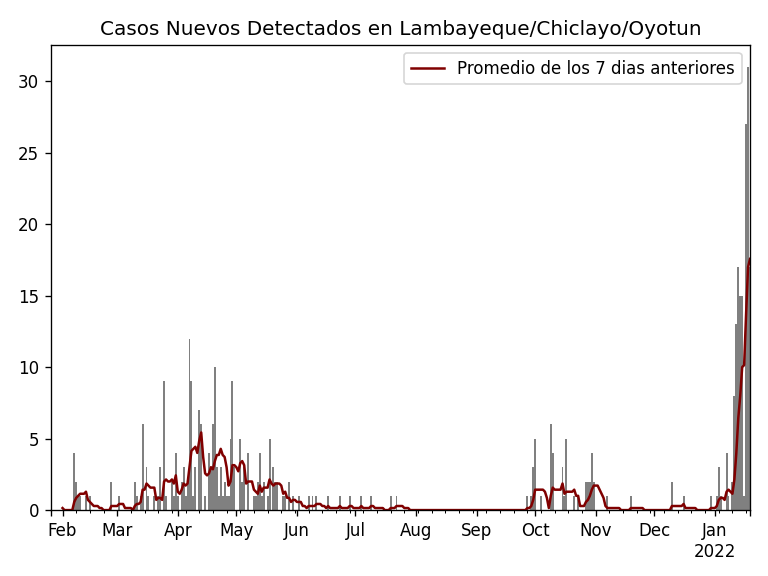 Casos Nuevos Detectados en Lambayeque/Chiclayo/Oyotun
Promedio de los 7 dias anteriores
30
25
20
15
10
5
0
Feb Mar Apr May Jun Jul Aug Sep Oct Nov Dec Jan
2022